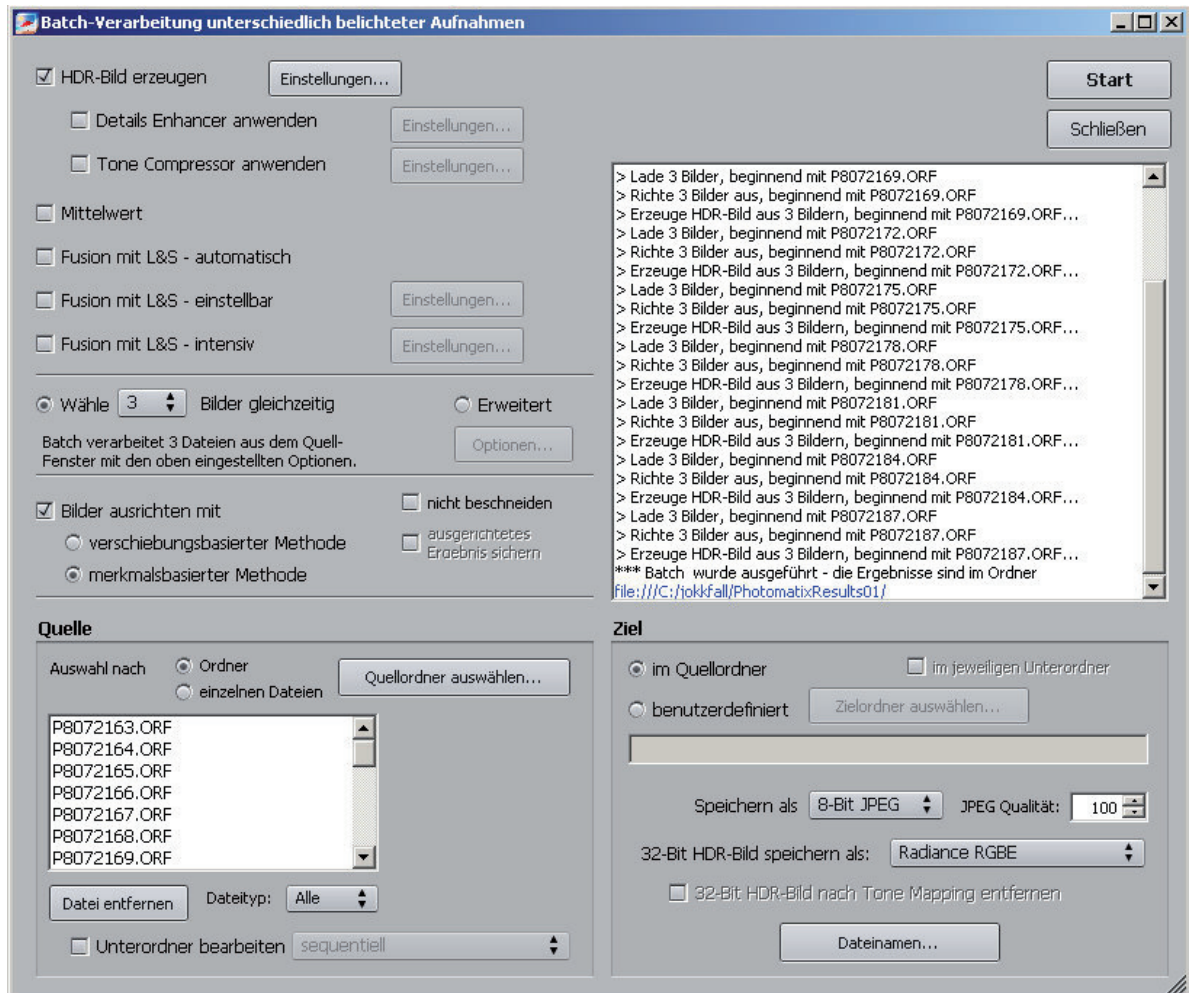 Batch-Verarbeitung unterschiedlich belichteter Aufnahmen
HDR-Bild erzeugen
Einstellungen...
Details Enhancer anwenden
Einstellungen...
Tone Compressor anwenden
Einstellungen...
Mittelwert
Fusion mit L&S - automatisch
Fusion mit L&S - einstellbar
Einstellungen...
Fusion mit L&S - intensiv
Einstellungen...
Wähle 3 Bilder gleichzeitig
Erweitert
Batch verarbeitet 3 Dateien aus dem Quell-
Fenster mit den oben eingestellten Optionen.
Optionen...
Bilder ausrichten mit
nicht beschneiden
verschiebungsbasierter Methode
ausgerichtetes
Ergebnis sichern
merkmalsbasierter Methode
Start
Schließen
> Lade 3 Bilder, beginnend mit P8072169.ORF
> Richte 3 Bilder aus, beginnend mit P8072169.ORF
> Erzeuge HDR-Bild aus 3 Bildern, beginnend mit P8072169.ORF...
> Lade 3 Bilder, beginnend mit P8072172.ORF
> Richte 3 Bilder aus, beginnend mit P8072172.ORF
> Erzeuge HDR-Bild aus 3 Bildern, beginnend mit P8072172.ORF...
> Lade 3 Bilder, beginnend mit P8072175.ORF
> Richte 3 Bilder aus, beginnend mit P8072175.ORF
> Erzeuge HDR-Bild aus 3 Bildern, beginnend mit P8072175.ORF...
> Lade 3 Bilder, beginnend mit P8072178.ORF
> Richte 3 Bilder aus, beginnend mit P8072178.ORF
> Erzeuge HDR-Bild aus 3 Bildern, beginnend mit P8072178.ORF...
> Lade 3 Bilder, beginnend mit P8072181.ORF
> Richte 3 Bilder aus, beginnend mit P8072181.ORF
> Erzeuge HDR-Bild aus 3 Bildern, beginnend mit P8072181.ORF...
> Lade 3 Bilder, beginnend mit P8072184.ORF
> Richte 3 Bilder aus, beginnend mit P8072184.ORF
> Erzeuge HDR-Bild aus 3 Bildern, beginnend mit P8072184.ORF...
> Lade 3 Bilder, beginnend mit P8072187.ORF
> Richte 3 Bilder aus, beginnend mit P8072187.ORF
> Erzeuge HDR-Bild aus 3 Bildern, beginnend mit P8072187.ORF...
*** Batch wurde ausgeführt - die Ergebnisse sind im Ordner
file:///C:/jokkfall/PhotomatixResults01/
Quelle
Auswahl nach
Ordner
einzelnen Dateien
Quellordner auswählen...
P8072163.ORF
P8072164.ORF
P8072165.ORF
P8072166.ORF
P8072167.ORF
P8072168.ORF
P8072169.ORF
Datei entfernen
Dateityp: Alle
Unterordner bearbeiten sequentiell
Ziel
im Quellordner
im jeweiligen Unterordner
benutzerdefiniert
Zielordner auswählen...
Speichern als 8-Bit JPEG JPEG Qualität: 100
32-Bit HDR-Bild speichern als: Radiance RGBE
32-Bit HDR-Bild nach Tone Mapping entfernen
Dateinamen...